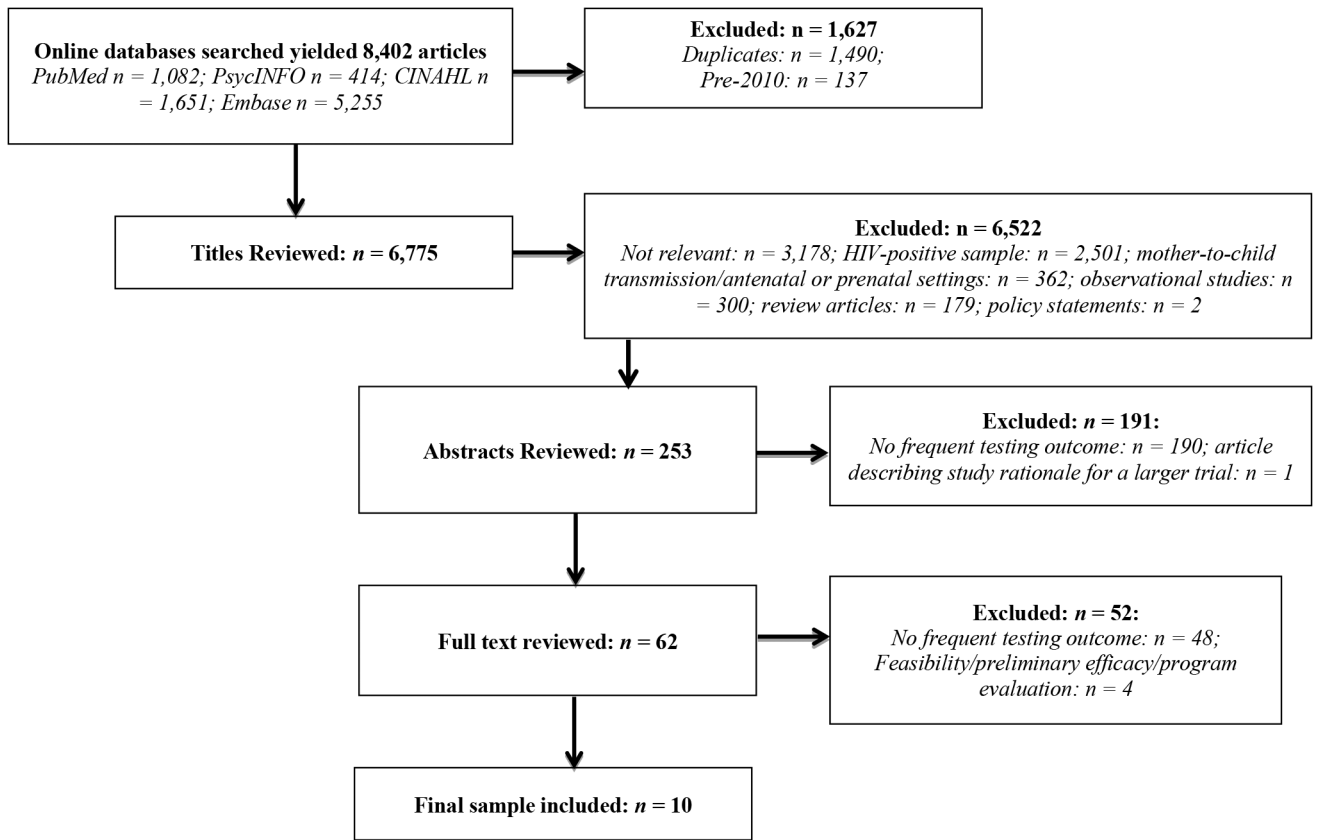 Online databases searched yielded 8,402 articles
PubMed n = 1,082; PsycINFO n = 414; CINAHL n
= 1,651; Embase n = 5,255
Excluded: n = 1,627
Duplicates: n = 1,490;
Pre-2010: n = 137
Titles Reviewed: n = 6,775
Excluded: n = 6,522
Not relevant: n = 3,178; HIV-positive sample: n = 2,501; mother-to-child
transmission/antenatal or prenatal settings: n = 362; observational studies: n
= 300; review articles: n = 179; policy statements: n = 2
Abstracts Reviewed: n = 253
Excluded: n = 191:
No frequent testing outcome: n = 190; article
describing study rationale for a larger trial: n = 1
Full text reviewed: n = 62
Excluded: n = 52:
No frequent testing outcome: n = 48;
Feasibility/preliminary efficacy/program
evaluation: n = 4
Final sample included: n = 10